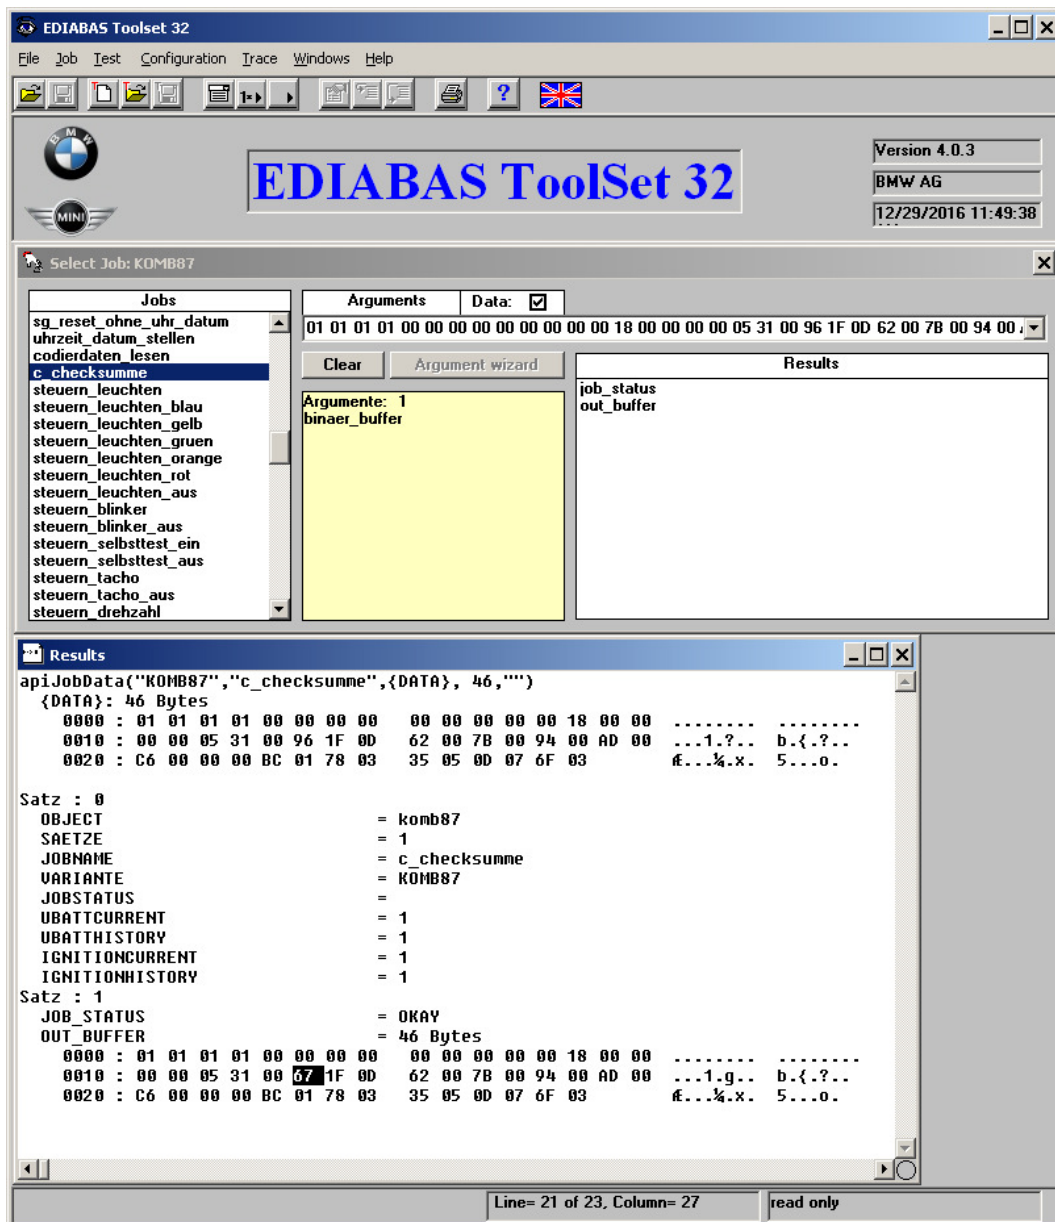 EDIABAS Toolset 32
File Job Test Configuration Trace Windows Help
BMW
MINI
EDIABAS ToolSet 32
Version 4.0.3
BMW AG
12/29/2016 11:49:38
Select Job: KOMB87
Jobs
sg_reset_ohne_uhr_datum
uhrzeit_datum_stellen
codierdaten_lesen
c_checksumme
steuern_leuchten
steuern_leuchten_blau
steuern_leuchten_gelb
steuern_leuchten_gruen
steuern_leuchten_orange
steuern_leuchten_rot
steuern_leuchten_aus
steuern_blinker
steuern_blinker_aus
steuern_selbsttest_ein
steuern_selbsttest_aus
steuern_tacho
steuern_tacho_aus
steuern_drehzahl
Arguments Data:
01 01 01 01 00 00 00 00 00 00 00 00 00 18 00 00 00 00 05 31 00 96 1F 0D 62 00 7B 00 94 00
Clear Argument wizard
Argumente: 1
binaer_buffer
Results
job_status
out_buffer
Results
apiJobData("KOMB87","c_checksumme",{DATA}, 46,"")
{DATA}: 46 Bytes
0000 : 01 01 01 01 00 00 00 00 00 00 00 00 00 18 00 00 ........ ........
0010 : 00 00 05 31 00 96 1F 0D 62 00 7B 00 94 00 AD 00 ...1.?.. b.{.?..
0020 : C6 00 00 00 BC 01 78 03 35 05 0D 07 6F 03 Æ...¼.x. 5...o.
Satz : 0
OBJECT = komb87
SAETZE = 1
JOBNAME = c_checksumme
VARIANTE = KOMB87
JOBSTATUS =
UBATTCURRENT = 1
UBATTHISTORY = 1
IGNITIONCURRENT = 1
IGNITIONHISTORY = 1
Satz : 1
JOB_STATUS = OKAY
OUT_BUFFER = 46 Bytes
0000 : 01 01 01 01 00 00 00 00 00 00 00 00 00 18 00 00 ........ ........
0010 : 00 00 05 31 00 67 1F 0D 62 00 7B 00 94 00 AD 00 ...1.g.. b.{.?..
0020 : C6 00 00 00 BC 01 78 03 35 05 0D 07 6F 03 Æ...¼.x. 5...o.
Line= 21 of 23, Column= 27 read only